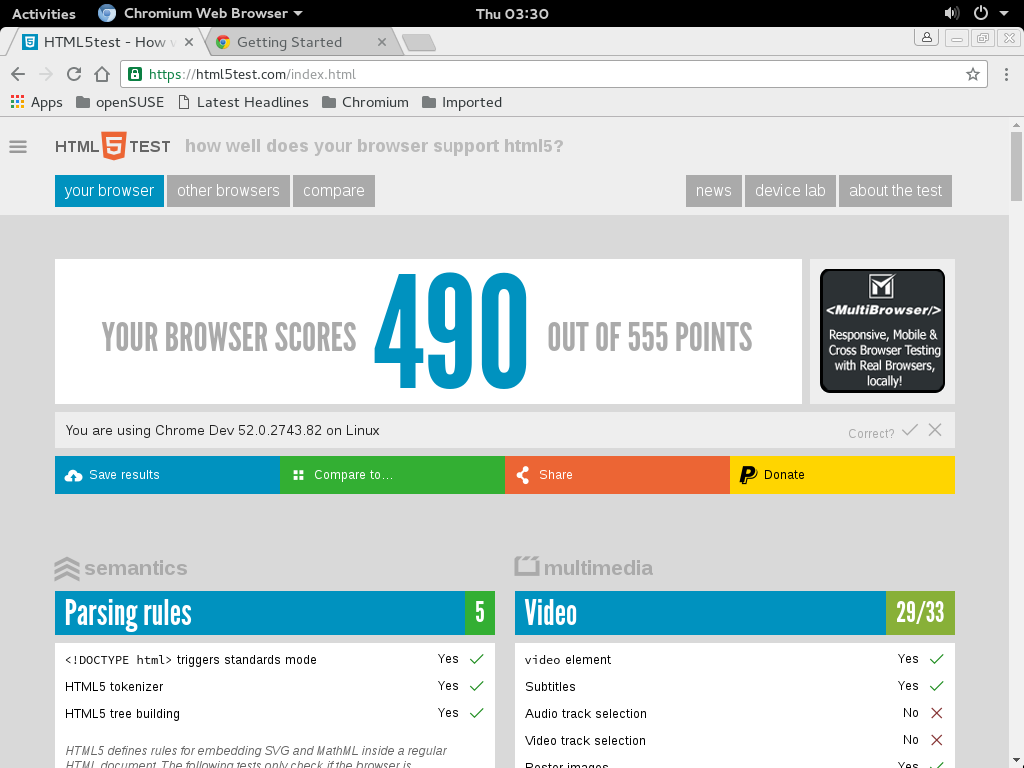 Activities Chromium Web Browser Thu 03:30
HTML5test - How Getting Started
https://html5test.com/index.html
Apps openSUSE Latest Headlines Chromium Imported
HTML 5 TEST how well does your browser support html5?
your browser other browsers compare news device lab about the test
YOUR BROWSER SCORES 490 OUT OF 555 POINTS
<MultiBrowser/>
Responsive, Mobile &
Cross Browser Testing
with Real Browsers,
locally!
You are using Chrome Dev 52.0.2743.82 on Linux Correct?
Save results Compare to... Share Donate
semantics
Parsing rules 5
<!DOCTYPE html> triggers standards mode Yes
HTML5 tokenizer Yes
HTML5 tree building Yes
HTML5 defines rules for embedding SVG and MathML inside a regular
HTML document. The following tests only check if the browser is
multimedia
Video 29/33
video element Yes
Subtitles Yes
Audio track selection No
Video track selection No
Poster images Yes